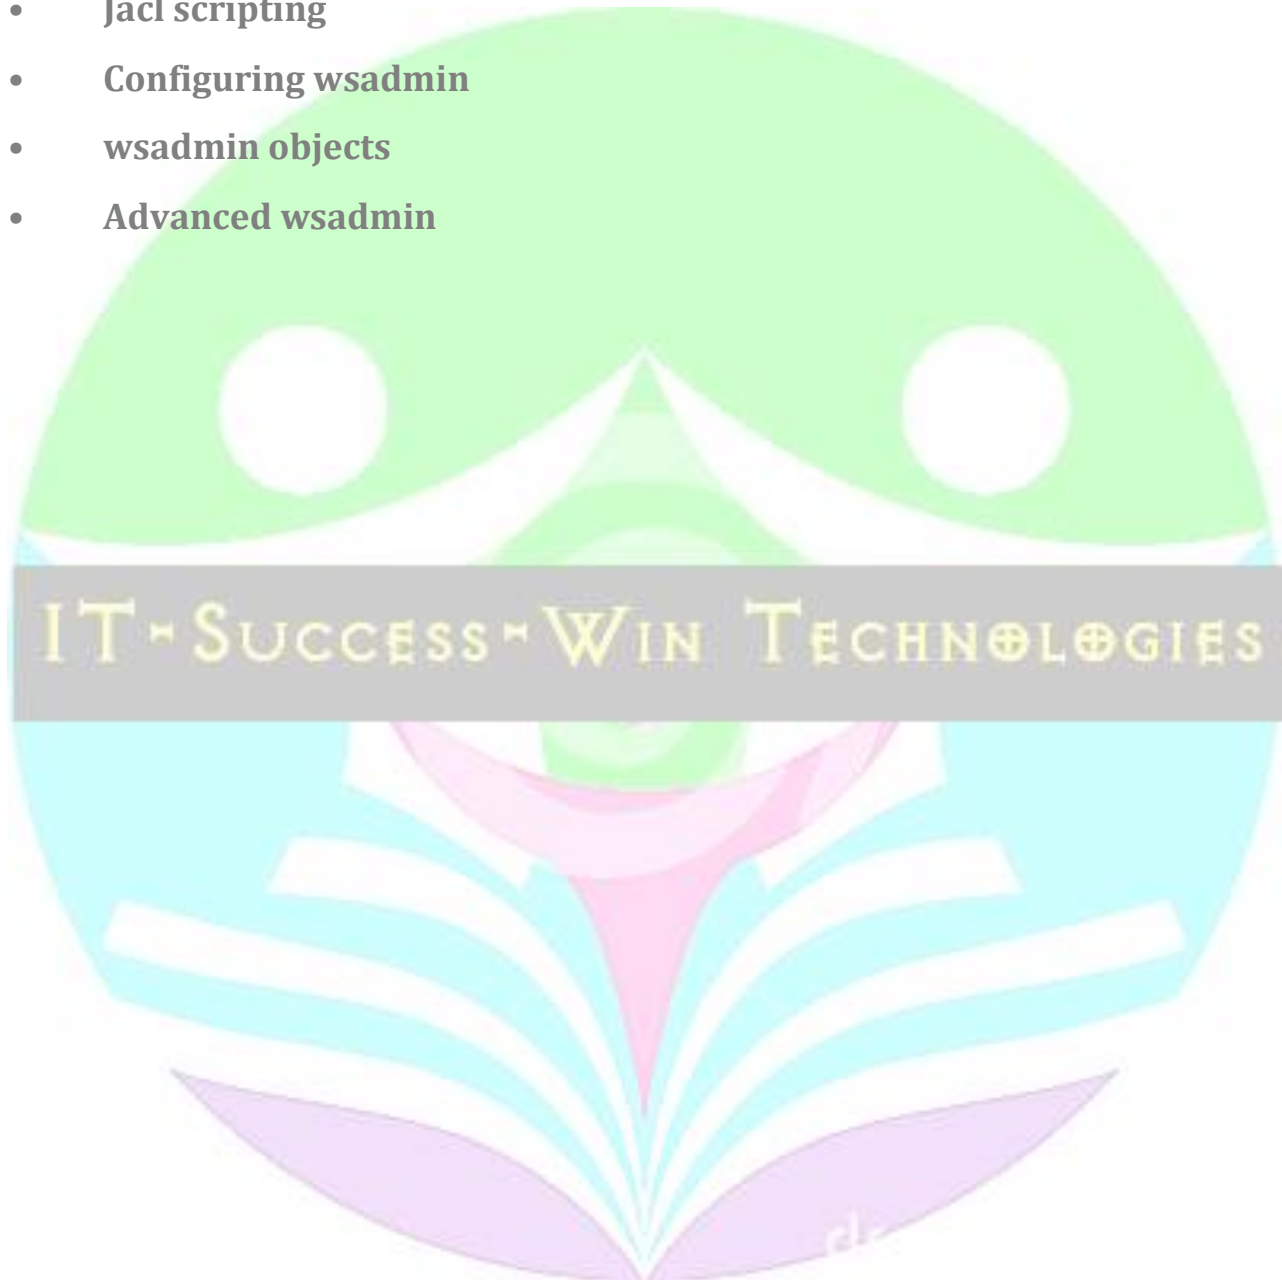 • Jacl scripting
• Configuring wsadmin
• wsadmin objects
• Advanced wsadmin
IT-Success-Win Technologies